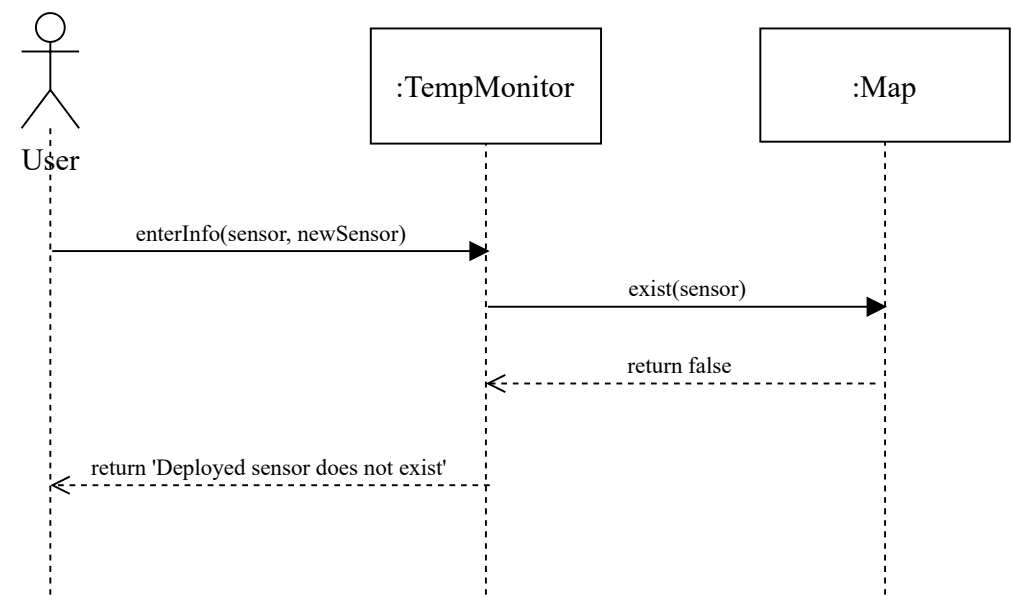 :TempMonitor
:Map
User
enterInfo(sensor, newSensor)
exist(sensor)
return false
return 'Deployed sensor does not exist'